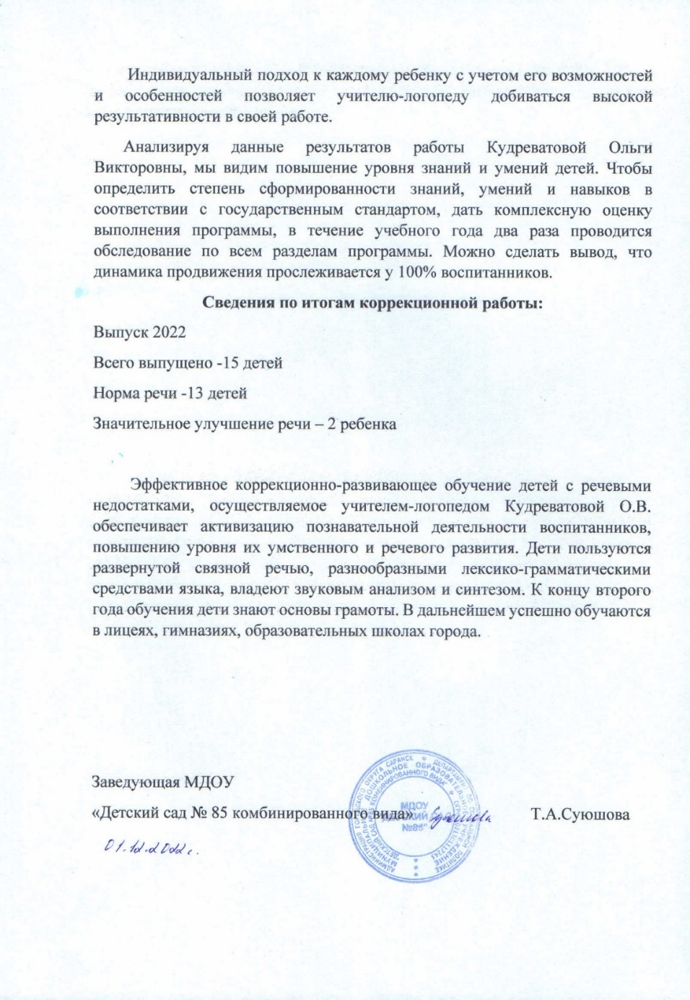 Индивидуальный подход к каждому ребенку с учетом его возможностей
и особенностей позволяет учителю-логопеду добиваться высокой
результативности в своей работе.
Анализируя данные результатов работы Кудреватовой Ольги
Викторовны, мы видим повышение уровня знаний и умений детей. Чтобы
определить степень сформированности знаний, умений и навыков в
соответствии с государственным стандартом, дать комплексную оценку
выполнения программы, в течение учебного года два раза проводится
обследование по всем разделам программы. Можно сделать вывод, что
динамика продвижения прослеживается у 100% воспитанников.
Сведения по итогам коррекционной работы:
Выпуск 2022
Всего выпущено -15 детей
Норма речи -13 детей
Значительное улучшение речи – 2 ребенка
Эффективное коррекционно-развивающее обучение детей с речевыми
недостатками, осуществляемое учителем-логопедом Кудреватовой О.В.
обеспечивает активизацию познавательной деятельности воспитанников,
повышению уровня их умственного и речевого развития. Дети пользуются
развернутой связной речью, разнообразными лексико-грамматическими
средствами языка, владеют звуковым анализом и синтезом. К концу второго
года обучения дети знают основы грамоты. В дальнейшем успешно обучаются
в лицеях, гимназиях, образовательных школах города.
Заведующая МДОУ
«Детский сад № 85 комбинированного вида» Т.А.Суюшова
МДОУ
№85"
01.12.2022 г.